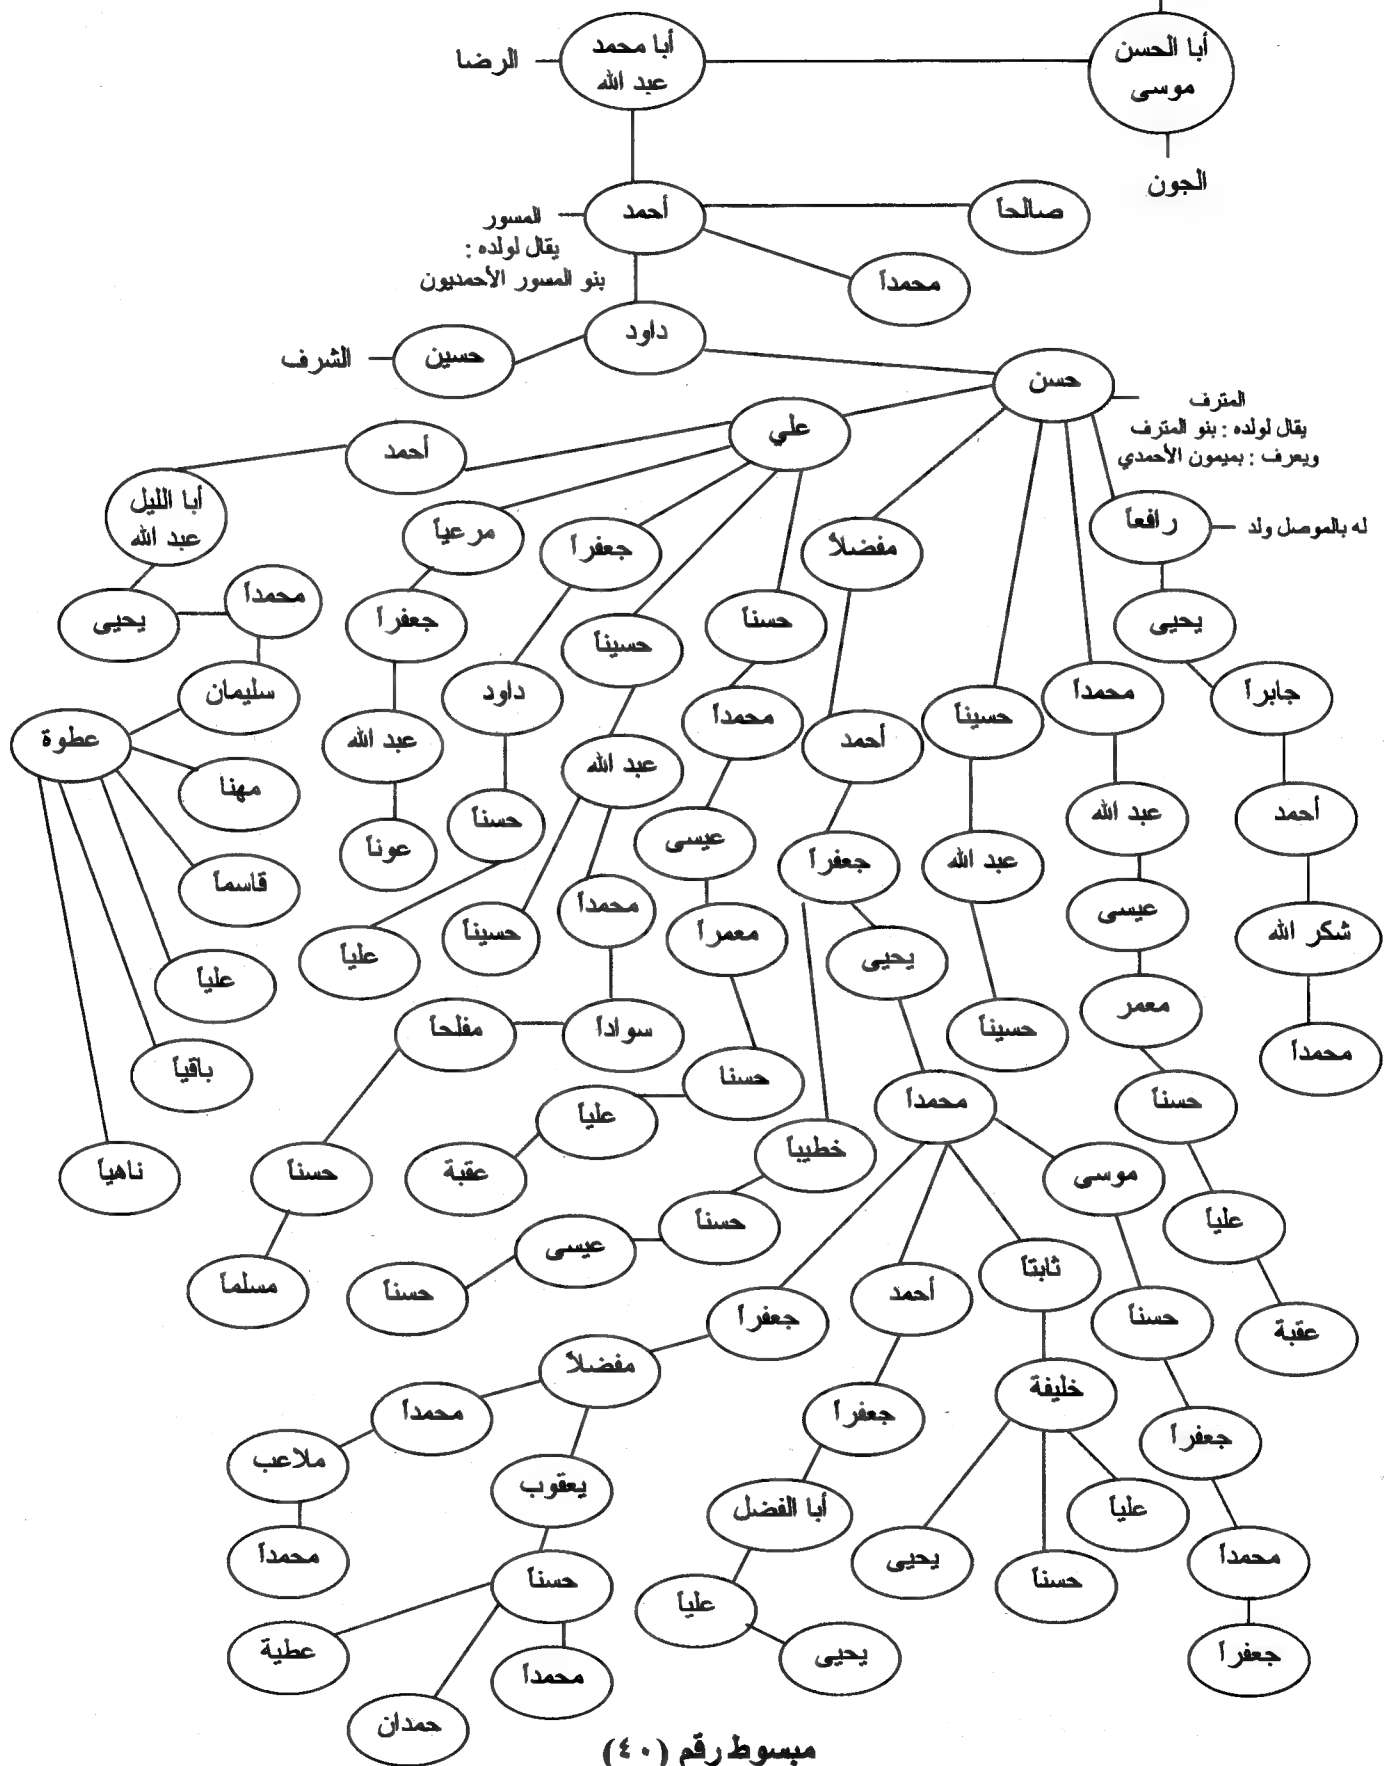 أبا الحسن
موسى
الجون
أبا محمد
عبد الله
الرضا
صالحاً
أحمد
المسور
يقال لولده :
بنو المسور الأحمديون
محمداً
داود
حسين
الشرف
حسن
المترف
يقال لولده : بنو المترف
ويعرف : بميمون الأحمدي
علي
أحمد
أبا الليل
عبد الله
رافعاً
له بالموصل ولد
مفضلاً
جعفراً
مرعياً
يحيى
حسناً
حسيناً
جعفراً
محمداً
يحيى
جابراً
محمداً
حسيناً
أحمد
محمداً
داود
عبد الله
سليمان
عطوة
مهنا
عبد الله
أحمد
عبد الله
عبد الله
جعفراً
عيسى
حسناً
عوناً
قاسماً
شكر الله
عيسى
يحيى
معمراً
محمداً
حسيناً
علياً
علياً
محمداً
معمر
حسيناً
سواداً
مفلحاً
باقياً
حسناً
محمداً
حسناً
علياً
عقبة
حسناً
ناهياً
موسى
خطيباً
علياً
حسناً
عيسى
حسناً
مسلماً
عقبة
حسناً
ثابتاً
أحمد
جعفراً
مفضلاً
محمداً
ملاعب
جعفراً
خليفة
جعفراً
يعقوب
محمداً
علياً
أبا الفضل
محمداً
حسناً
يحيى
علياً
حسناً
عطية
جعفراً
يحيى
محمداً
حمدان
مبسوط رقم (٤٠)